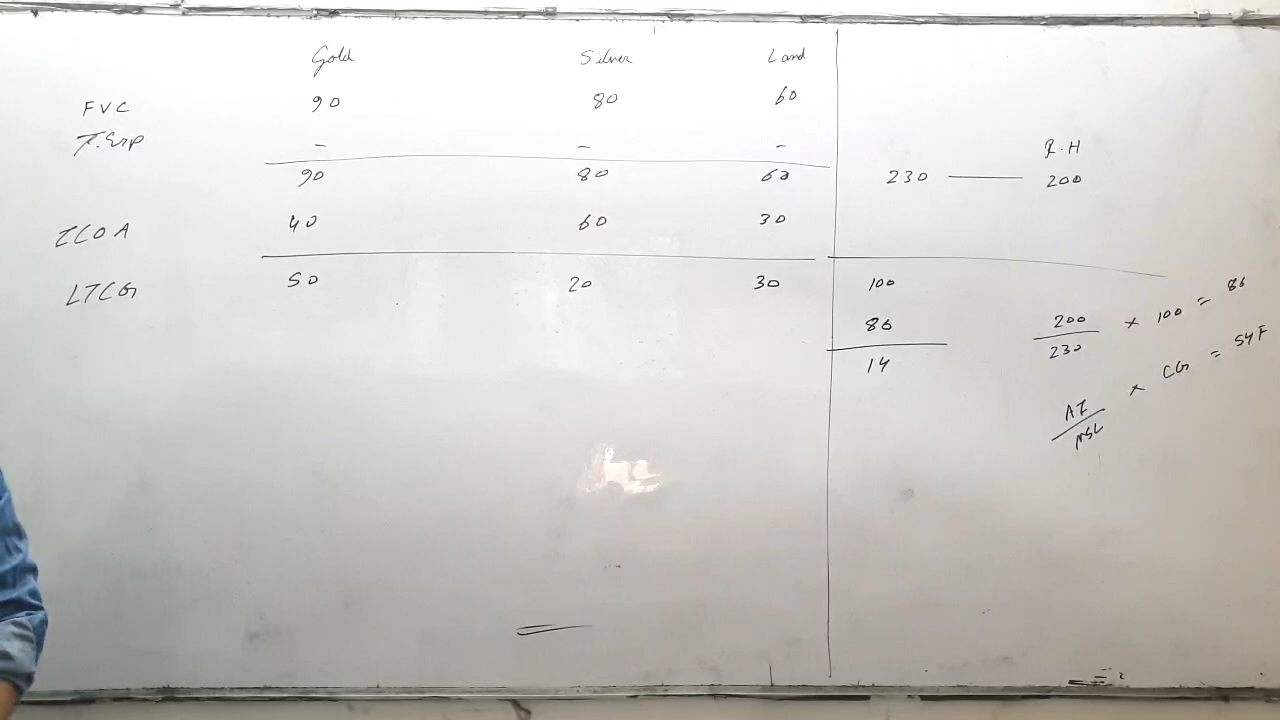 Gold Silver Land
FVC 90 80 60
T.Exp - - -
R.H
90 80 60 230 — 200
ICOA 40 60 30
LTCG 50 20 30 100
86 200/230 × 100 = 86
14
AI/NSC × CG = 54F